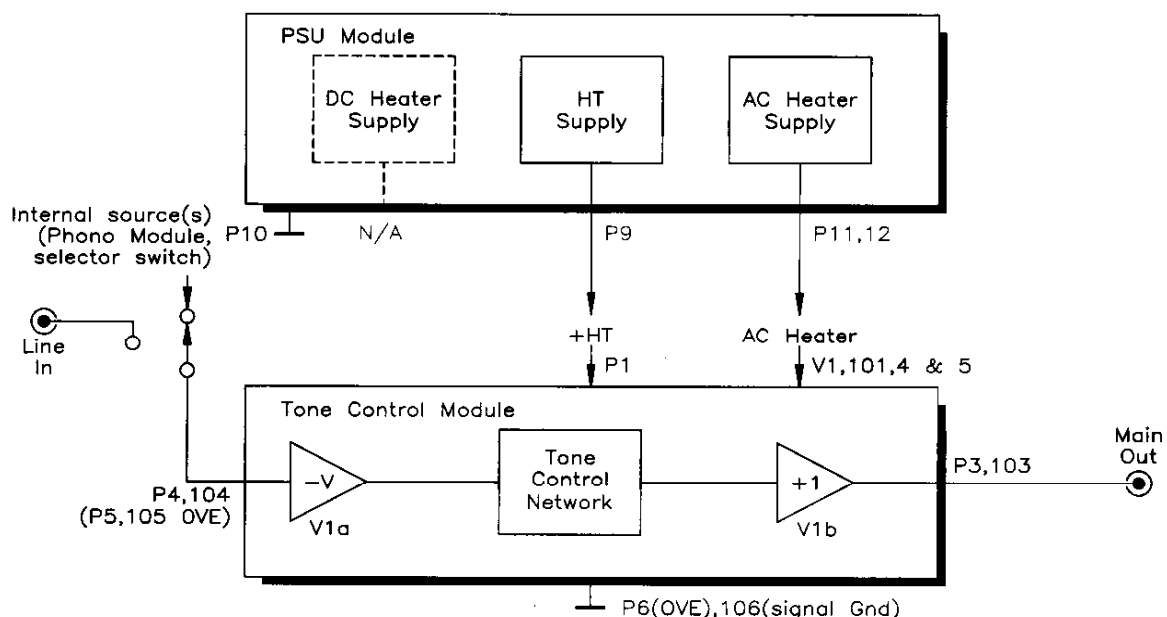 PSU Module
DC Heater
Supply
HT
Supply
AC Heater
Supply
Internal source(s)
(Phono Module,
selector switch)
P10
N/A
P9
P11,12
Line
In
+HT
P1
AC Heater
V1,101,4 & 5
Tone Control Module
-V
V1a
Tone
Control
Network
+1
V1b
P4,104
(P5,105 0VE)
P3,103
Main
Out
P6(0VE),106(signal Gnd)